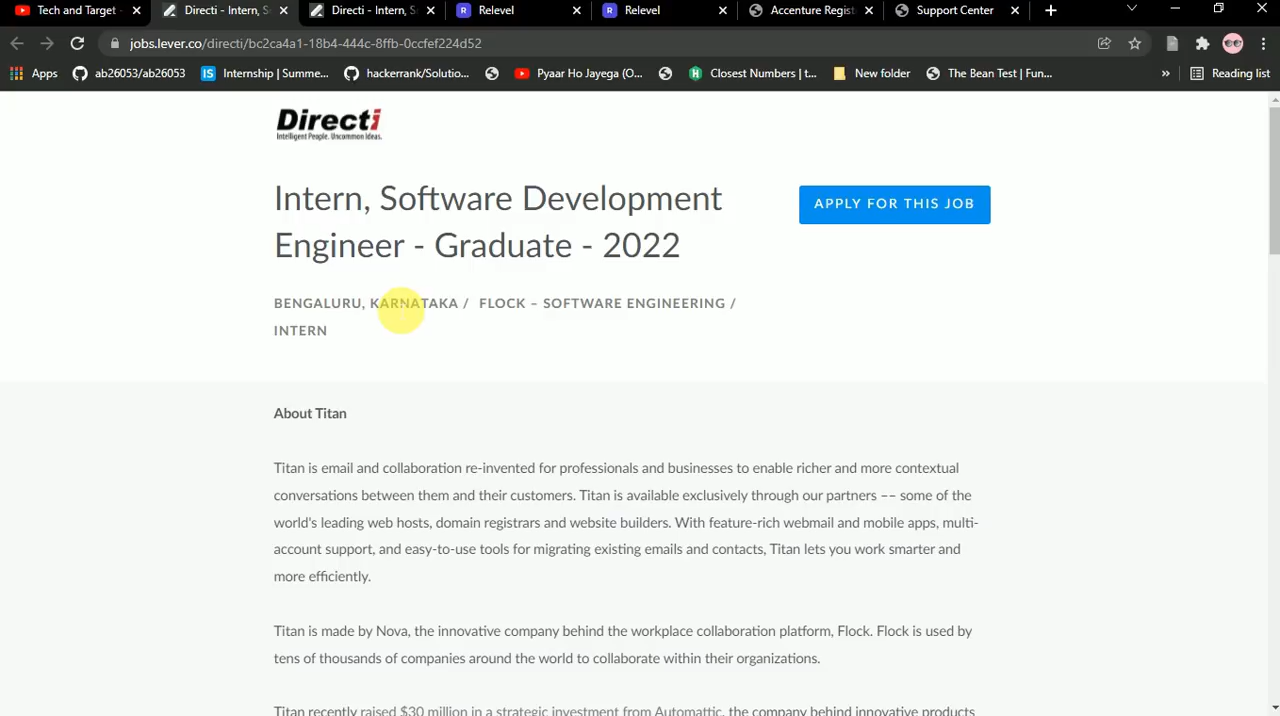 Tech and Target -
Directi - Intern, S
Directi - Intern, S
Relevel
Relevel
Accenture Regist
Support Center
jobs.lever.co/directi/bc2ca4a1-18b4-444c-8ffb-0ccfef224d52
Apps
ab26053/ab26053
Internship | Summe...
hackerrank/Solutio...
Pyaar Ho Jayega (O...
Closest Numbers | t...
New folder
The Bean Test | Fun...
»
Reading list
Directi
Intelligent People. Uncommon Ideas.
Intern, Software Development
Engineer - Graduate - 2022
APPLY FOR THIS JOB
BENGALURU, KARNATAKA / FLOCK – SOFTWARE ENGINEERING /
INTERN
About Titan
Titan is email and collaboration re-invented for professionals and businesses to enable richer and more contextual
conversations between them and their customers. Titan is available exclusively through our partners –– some of the
world's leading web hosts, domain registrars and website builders. With feature-rich webmail and mobile apps, multi-
account support, and easy-to-use tools for migrating existing emails and contacts, Titan lets you work smarter and
more efficiently.
Titan is made by Nova, the innovative company behind the workplace collaboration platform, Flock. Flock is used by
tens of thousands of companies around the world to collaborate within their organizations.
Titan recently raised $30 million in a strategic investment from Automattic, the company behind innovative products